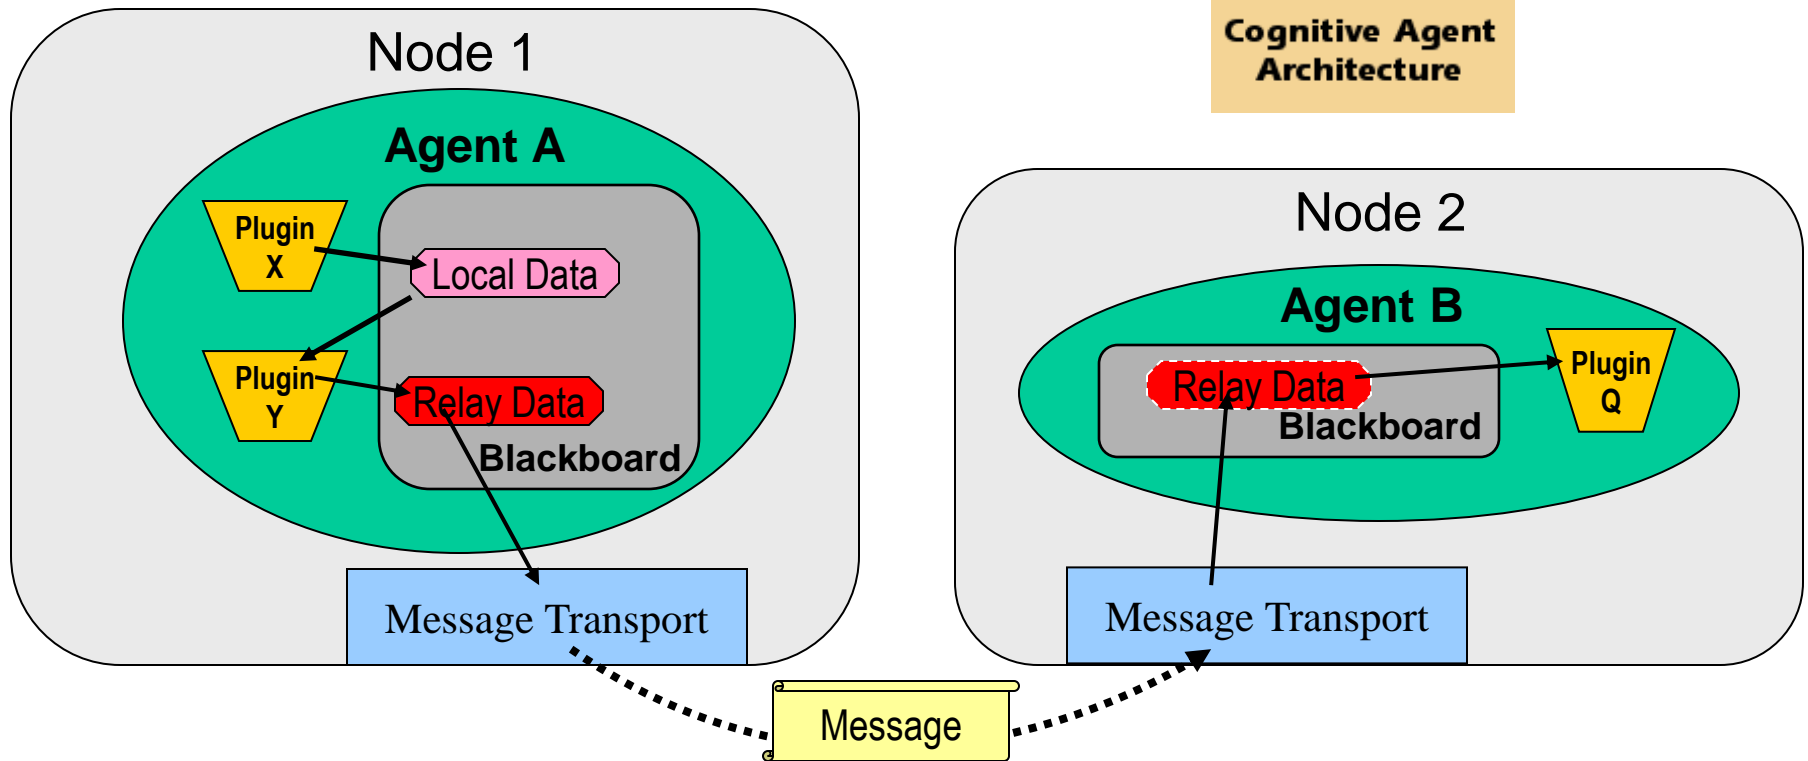 Cognitive Agent
Architecture
Node 1
Agent A
Plugin
X
Local Data
Plugin
Y
Relay Data
Blackboard
Message Transport
Node 2
Agent B
Relay Data
Blackboard
Plugin
Q
Message Transport
Message